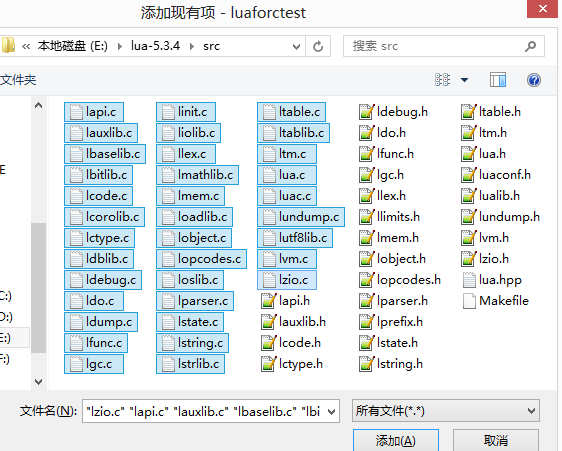 添加现有项 - luaforctest
« 本地磁盘 (E:) › lua-5.3.4 › src
搜索 src
文件夹
lapi.c linit.c ltable.c ldebug.h ltable.h
lauxlib.c liolib.c ltablib.c ldo.h ltm.h
lbaselib.c llex.c ltm.c lfunc.h lua.h
lbitlib.c lmathlib.c lua.c lgc.h luaconf.h
lcode.c lmem.c luac.c llex.h lualib.h
lcorolib.c loadlib.c lundump.c llimits.h lundump.h
lctype.c lobject.c utf8lib.c lmem.h lvm.h
ldblib.c lopcodes.c lvm.c lobject.h lzio.h
ldebug.c loslib.c lzio.c lopcodes.h lua.hpp
ldo.c lparser.c lapi.h lparser.h Makefile
ldump.c lstate.c lauxlib.h lprefix.h
lfunc.c lstring.c lcode.h lstate.h
lgc.c lstrlib.c lctype.h lstring.h
E
C:)
D:)
E:)
F:)
文件名(N): "lzio.c" "lapi.c" "lauxlib.c" "lbaselib.c" "lbi
所有文件(*.*)
添加(A) 取消